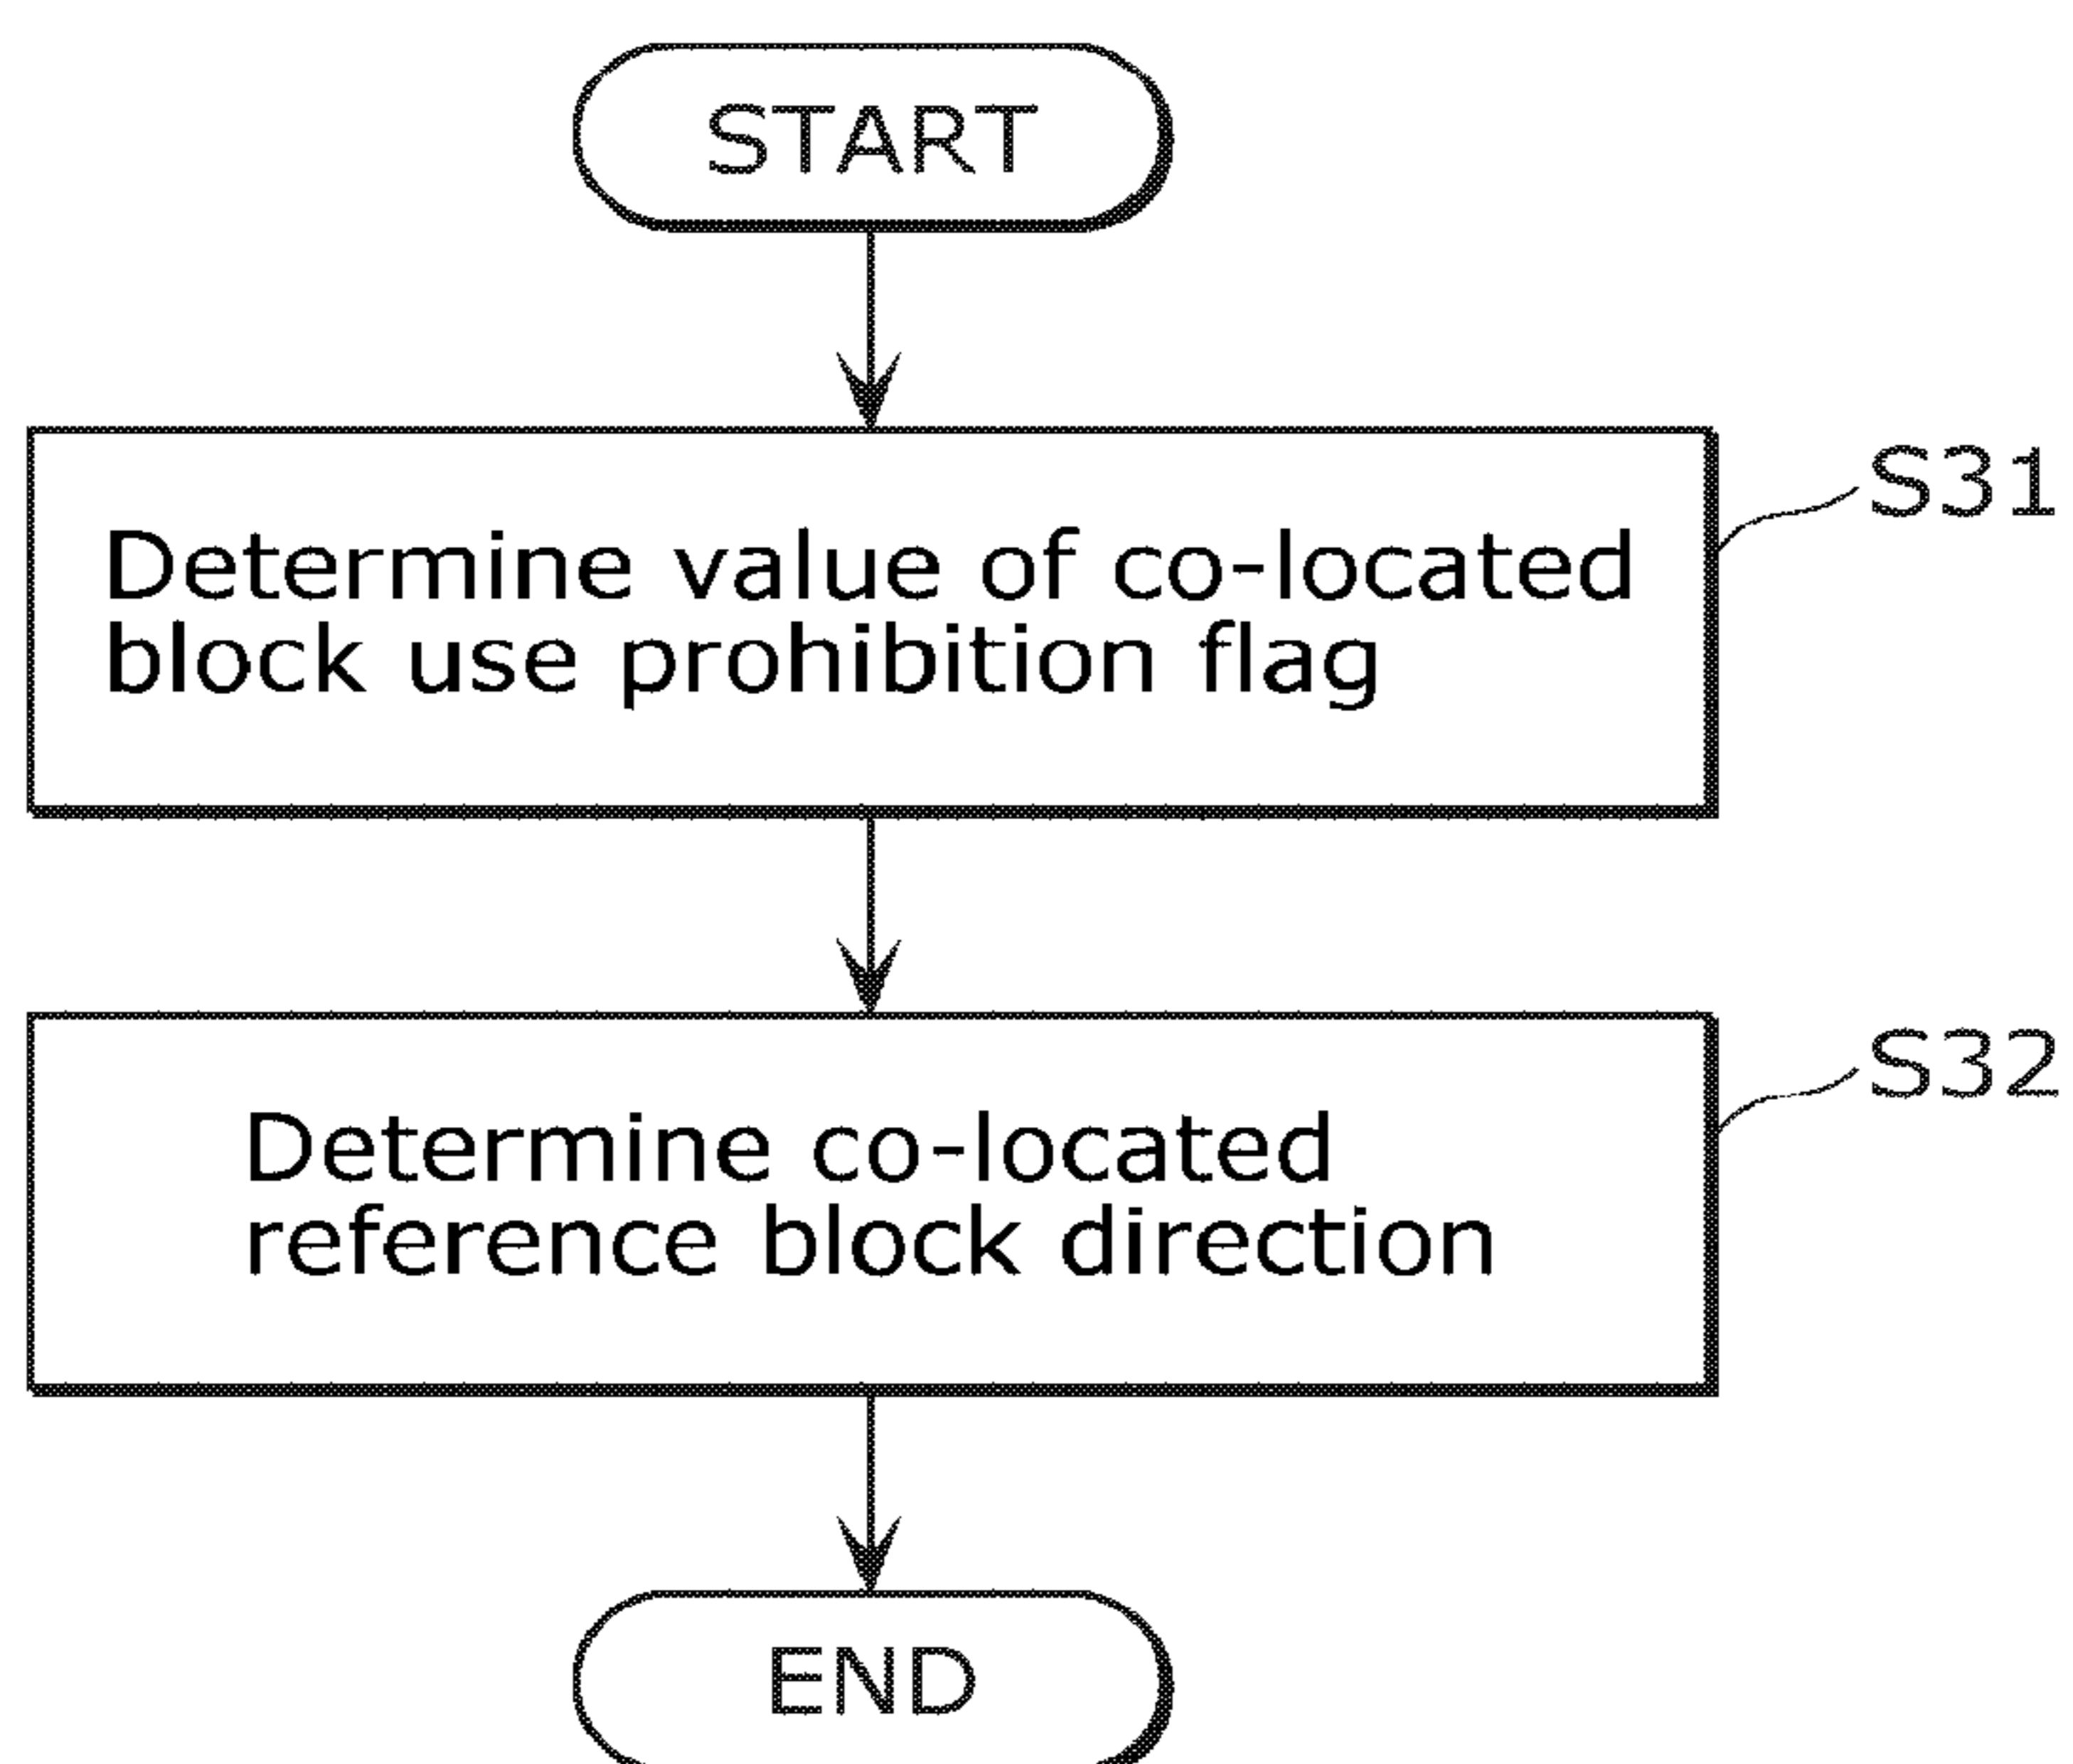 START
S31
Determine value of co-located
block use prohibition flag
S32
Determine co-located
reference block direction
END